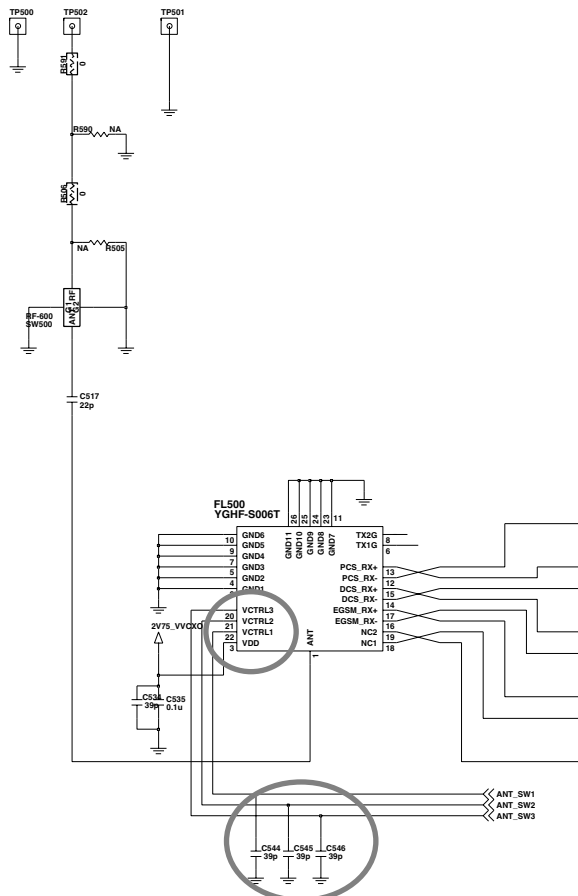 TP500 TP502 TP501
R591 0
R590 NA
R506 0
NA R505
ANT RF
G1 G2
RF-600
SW500
C517
22p
FL500
YGHF-S006T
GND11 GND10 GND9 GND8 GND7
26 25 24 23 11
GND6 TX2G
10 8
GND5 TX1G
9 6
GND4
7
GND3 PCS_RX+
5 13
GND2 PCS_RX-
4 12
GND1 DCS_RX+
15
DCS_RX-
14
VCTRL3 EGSM_RX+
20 17
VCTRL2 EGSM_RX-
21 16
VCTRL1 NC2
22 19
VDD NC1
3 18
ANT
1
2V75_VVCXO
C534 C535
39p 0.1u
ANT_SW1
ANT_SW2
ANT_SW3
C544 C545 C546
39p 39p 39p